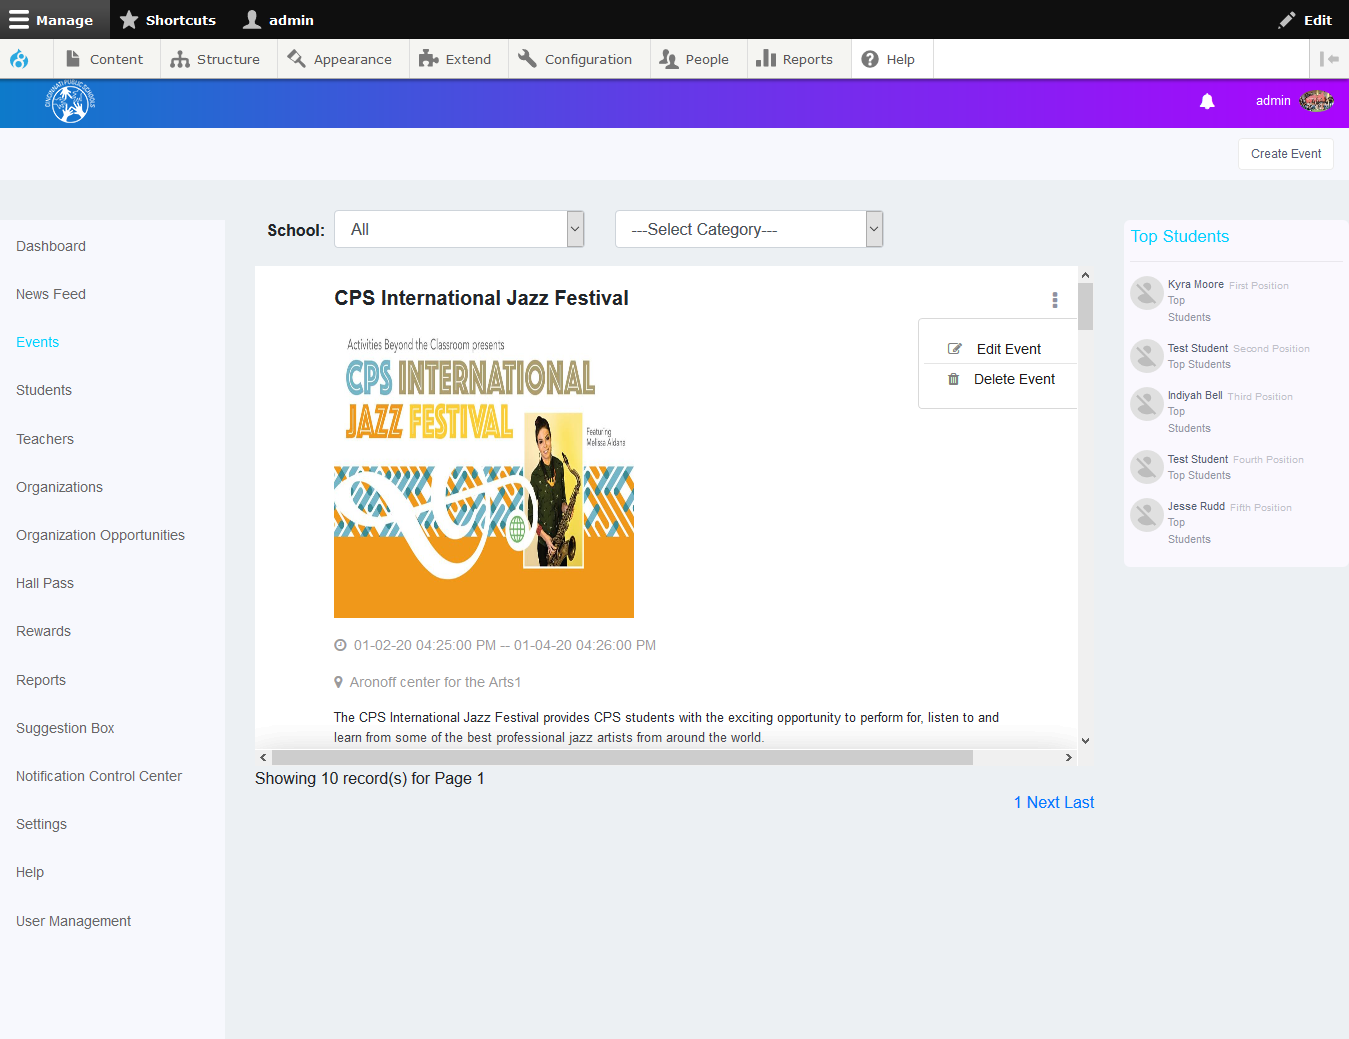 Manage Shortcuts admin Edit
Content Structure Appearance Extend Configuration People Reports Help
CINCINNATI PUBLIC SCHOOLS
admin
Create Event
Dashboard
News Feed
Events
Students
Teachers
Organizations
Organization Opportunities
Hall Pass
Rewards
Reports
Suggestion Box
Notification Control Center
Settings
Help
User Management
School: All ---Select Category---
CPS International Jazz Festival
Edit Event
Delete Event
Activities Beyond the Classroom presents
CPS INTERNATIONAL
JAZZ FESTIVAL
Featuring
Melissa Aldana
01-02-20 04:25:00 PM -- 01-04-20 04:26:00 PM
Aronoff center for the Arts1
The CPS International Jazz Festival provides CPS students with the exciting opportunity to perform for, listen to and
learn from some of the best professional jazz artists from around the world.
Showing 10 record(s) for Page 1
1 Next Last
Top Students
Kyra Moore First Position
Top
Students
Test Student Second Position
Top Students
Indiyah Bell Third Position
Top
Students
Test Student Fourth Position
Top Students
Jesse Rudd Fifth Position
Top
Students